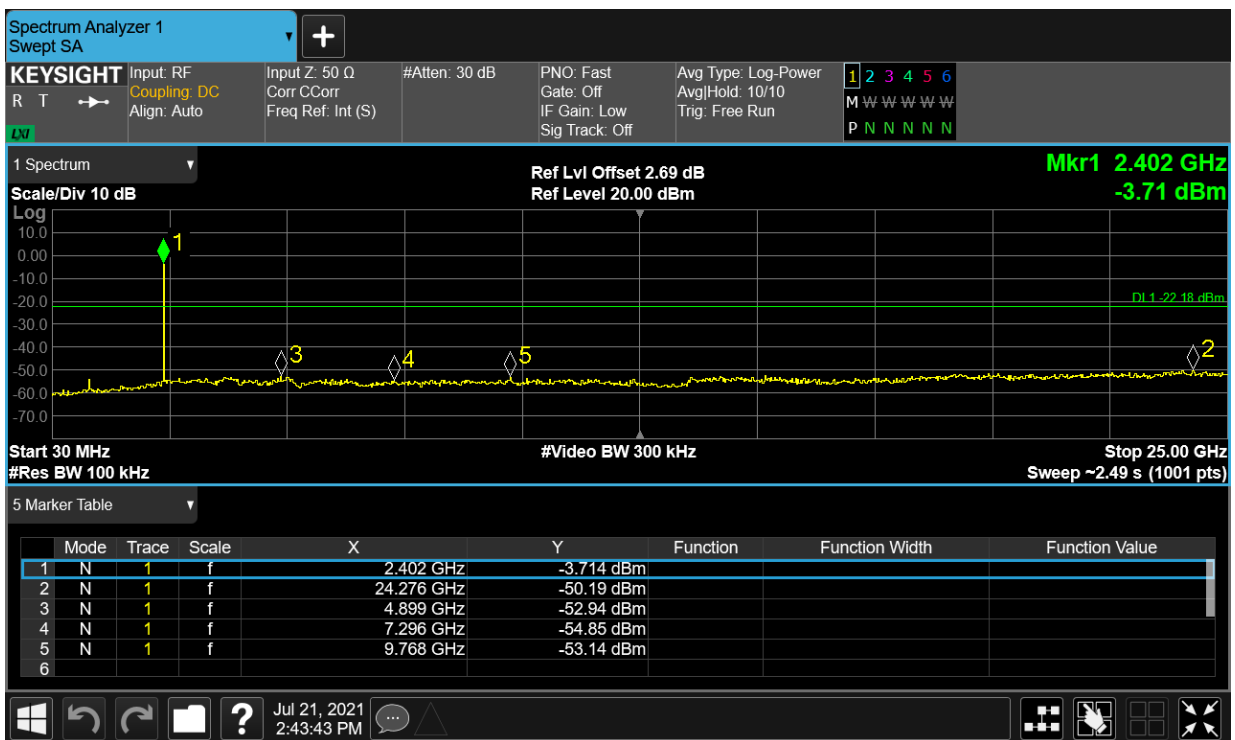 Spectrum Analyzer 1
Swept SA
+
KEYSIGHT
R T
LXI
Input: RF
Coupling: DC
Align: Auto
Input Z: 50 Ω
Corr CCorr
Freq Ref: Int (S)
#Atten: 30 dB
PNO: Fast
Gate: Off
IF Gain: Low
Sig Track: Off
Avg Type: Log-Power
Avg|Hold: 10/10
Trig: Free Run
1 2 3 4 5 6
M W W W W W
P N N N N N
1 Spectrum
Scale/Div 10 dB
Ref Lvl Offset 2.69 dB
Ref Level 20.00 dBm
Mkr1 2.402 GHz
-3.71 dBm
Log
10.0
0.00
-10.0
-20.0
-30.0
-40.0
-50.0
-60.0
-70.0
1
3
4
5
2
DL1 -22.18 dBm
Start 30 MHz
#Res BW 100 kHz
#Video BW 300 kHz
Stop 25.00 GHz
Sweep ~2.49 s (1001 pts)
5 Marker Table
Mode Trace Scale X Y Function Function Width Function Value
1 N 1 f 2.402 GHz -3.714 dBm
2 N 1 f 24.276 GHz -50.19 dBm
3 N 1 f 4.899 GHz -52.94 dBm
4 N 1 f 7.296 GHz -54.85 dBm
5 N 1 f 9.768 GHz -53.14 dBm
6
?
Jul 21, 2021
2:43:43 PM